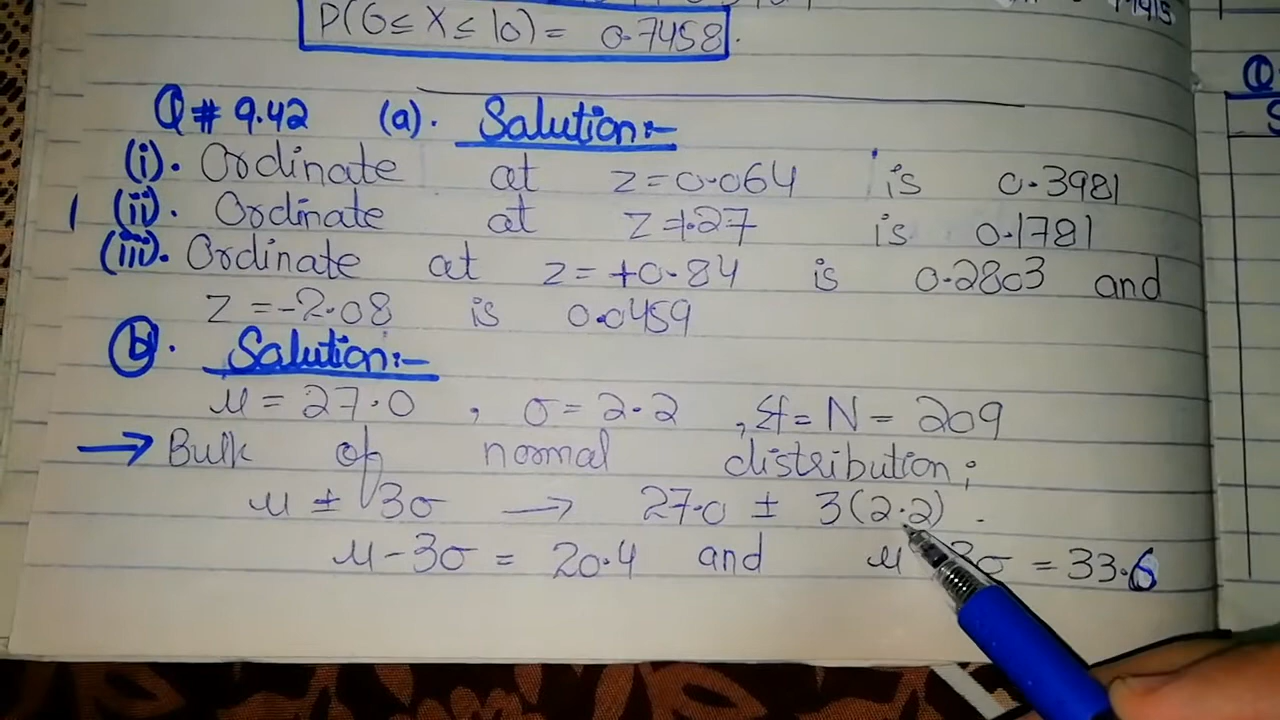 P(6≤ X ≤ 10) = 0.7458.
Q # 9.42 (a). Salution:-
(i). Ordinate at z=0.064 is 0.3981
(ii). Ordinate at z=1.27 is 0.1781
(iii). Ordinate at z=+0.84 is 0.2803 and
z=-2.08 is 0.0459
(b). Salution:-
μ = 27.0 , σ = 2.2 , Σf = N = 209
→ Bulk of normal distribution;
μ ± 3σ → 27.0 ± 3(2.2) .
μ - 3σ = 20.4 and μ 3σ = 33.6